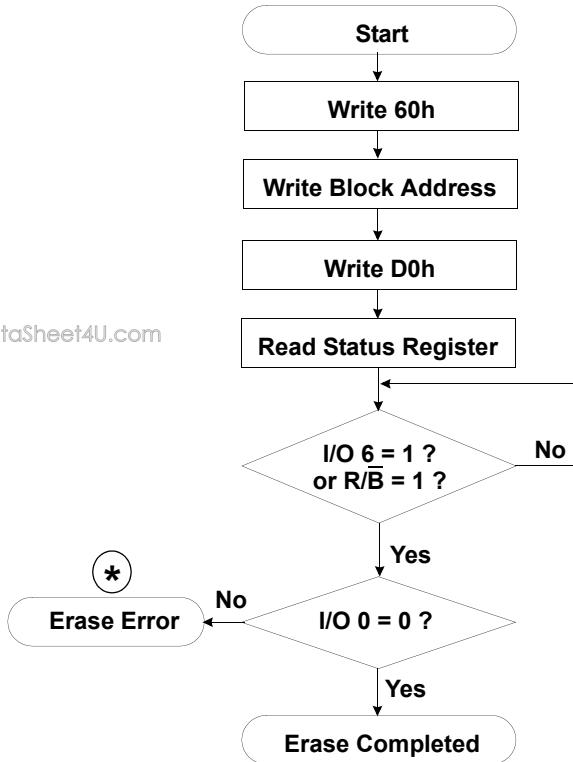 Start
Write 60h
Write Block Address
Write D0h
taSheet4U.com
Read Status Register
I/O 6 = 1 ?
or R/B̅ = 1 ?
No
Yes
*
No
Erase Error
I/O 0 = 0 ?
Yes
Erase Completed